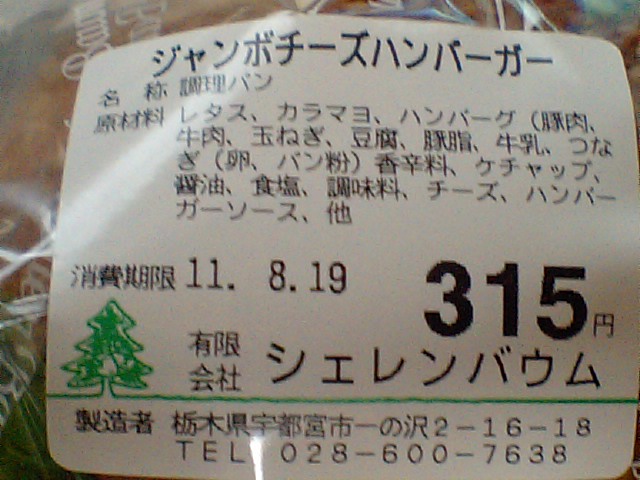 ジャンボチーズハンバーガー
名 称 調理パン
原材料 レタス、カラマヨ、ハンバーグ（豚肉、
牛肉、玉ねぎ、豆腐、豚脂、牛乳、つな
ぎ（卵、パン粉）香辛料、ケチャップ、
醤油、食塩、調味料、チーズ、ハンバー
ガーソース、他
消費期限 11. 8.19
315円
有限
会社 シェレンバウム
製造者 栃木県宇都宮市一の沢2-16-18
TEL 028-600-7638